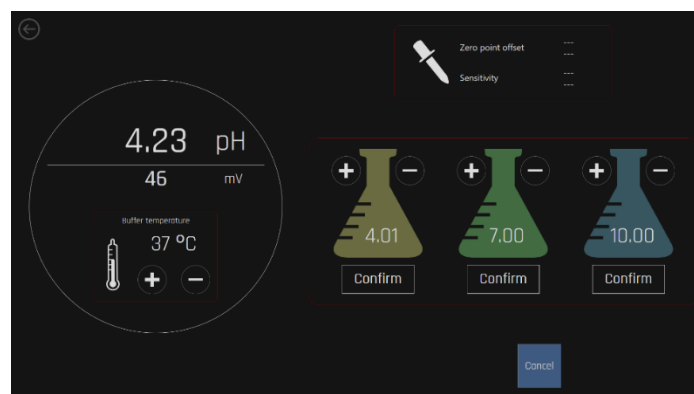 Zero point offset ---
---
Sensitivity ---
---
4.23 pH
46 mV
Buffer temperature
37 °C
+ −
+ − + − + −
4.01 7.00 10.00
Confirm Confirm Confirm
Cancel